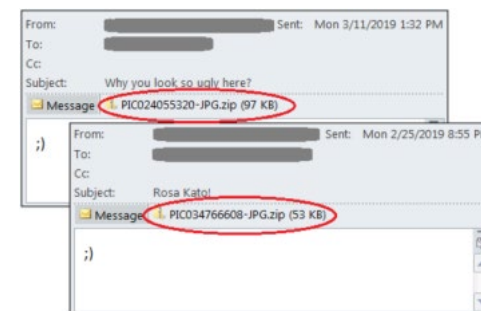 From: Sent: Mon 3/11/2019 1:32 PM
To:
Cc:
Subject: Why you look so ugly here?
Message PIC024055320-JPG.zip (97 KB)
;)
From: Sent: Mon 2/25/2019 8:55 PM
To:
Cc:
Subject: Rosa Kato!
Message PIC034766608-JPG.zip (53 KB)
;)